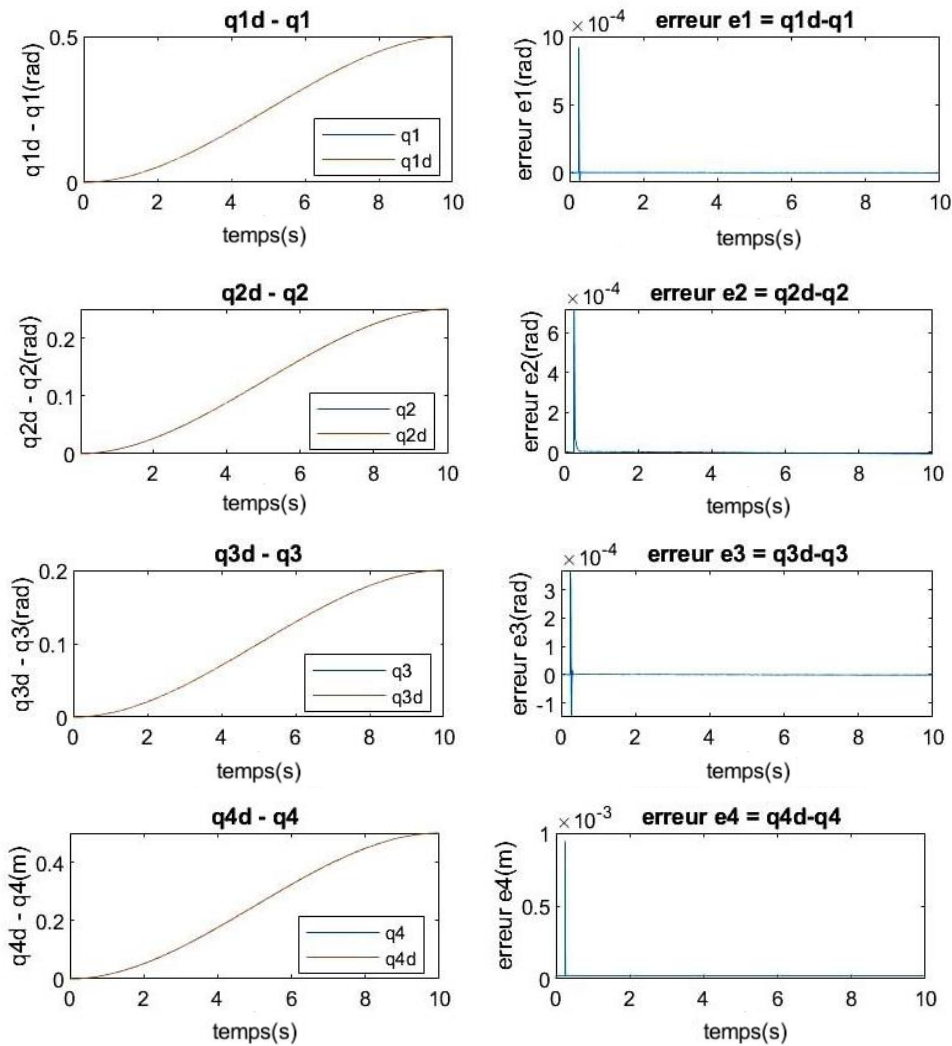 q1d - q1
q1d - q1(rad)
0.5
0
q1
q1d
0 2 4 6 8 10
temps(s)
erreur e1 = q1d-q1
×10-4
erreur e1(rad)
10
5
0
0 2 4 6 8 10
temps(s)
q2d - q2
q2d - q2(rad)
0.2
0.1
0
q2
q2d
2 4 6 8 10
temps(s)
erreur e2 = q2d-q2
×10-4
erreur e2(rad)
6
4
2
0
0 2 4 6 8 10
temps(s)
q3d - q3
q3d - q3(rad)
0.2
0.1
0
q3
q3d
0 2 4 6 8 10
temps(s)
erreur e3 = q3d-q3
×10-4
erreur e3(rad)
3
2
1
0
-1
0 2 4 6 8 10
temps(s)
q4d - q4
q4d - q4(m)
0.4
0.2
0
q4
q4d
0 2 4 6 8 10
temps(s)
erreur e4 = q4d-q4
×10-3
erreur e4(m)
1
0.5
0
0 2 4 6 8 10
temps(s)